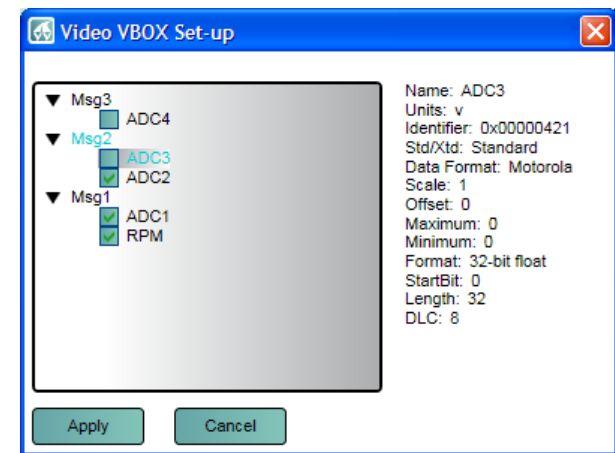 Video VBOX Set-up
Msg3
ADC4
Msg2
ADC3
ADC2
Msg1
ADC1
RPM
Name: ADC3
Units: v
Identifier: 0x00000421
Std/Xtd: Standard
Data Format: Motorola
Scale: 1
Offset: 0
Maximum: 0
Minimum: 0
Format: 32-bit float
StartBit: 0
Length: 32
DLC: 8
Apply
Cancel